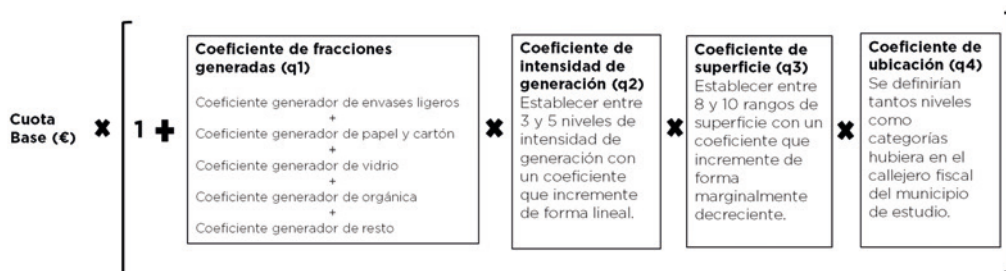 Cuota
Base (€)
✖
1 +
Coeficiente de fracciones
generadas (q1)
Coeficiente generador de envases ligeros
+
Coeficiente generador de papel y cartón
+
Coeficiente generador de vidrio
+
Coeficiente generador de orgánica
+
Coeficiente generador de resto
✖
Coeficiente de
intensidad de
generación (q2)
Establecer entre
3 y 5 niveles de
intensidad de
generación con
un coeficiente
que incremente
de forma lineal.
✖
Coeficiente de
superficie (q3)
Establecer entre
8 y 10 rangos de
superficie con un
coeficiente que
incremente de
forma
marginalmente
decreciente.
✖
Coeficiente de
ubicación (q4)
Se definirían
tantos niveles
como
categorías
hubiera en el
callejero fiscal
del municipio
de estudio.